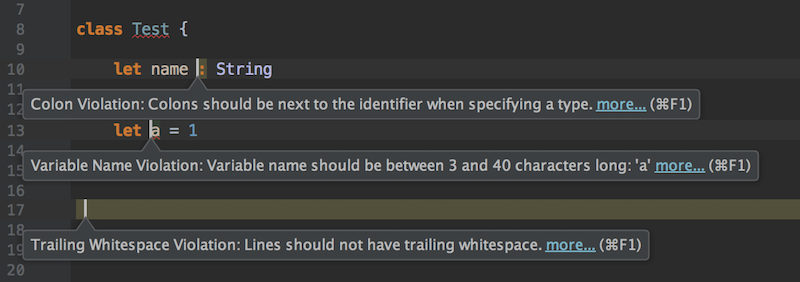 7
8 class Test {
9
10 let name : String
11
Colon Violation: Colons should be next to the identifier when specifying a type. more... (⌘F1)
12
13 let a = 1
14
Variable Name Violation: Variable name should be between 3 and 40 characters long: 'a' more... (⌘F1)
15
16
17
18
Trailing Whitespace Violation: Lines should not have trailing whitespace. more... (⌘F1)
19
20